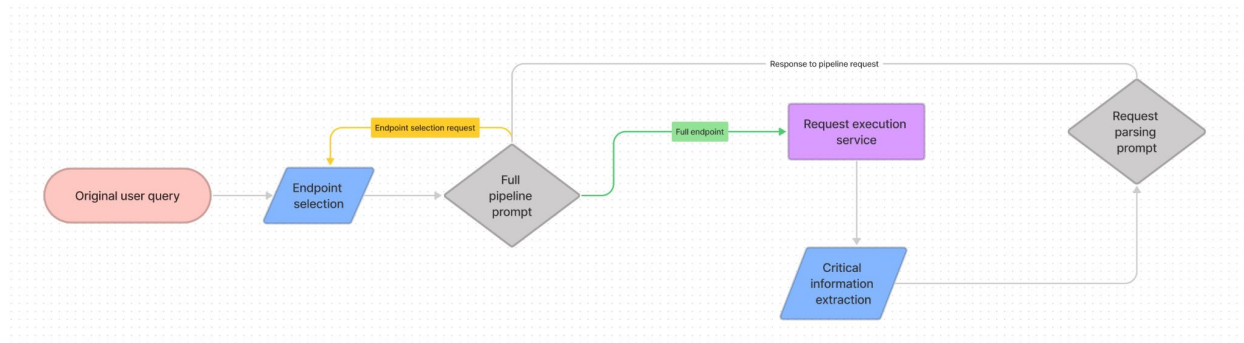 Response to pipeline request
Endpoint selection request
Full endpoint
Request execution
service
Request
parsing
prompt
Original user query
Endpoint
selection
Full
pipeline
prompt
Critical
information
extraction